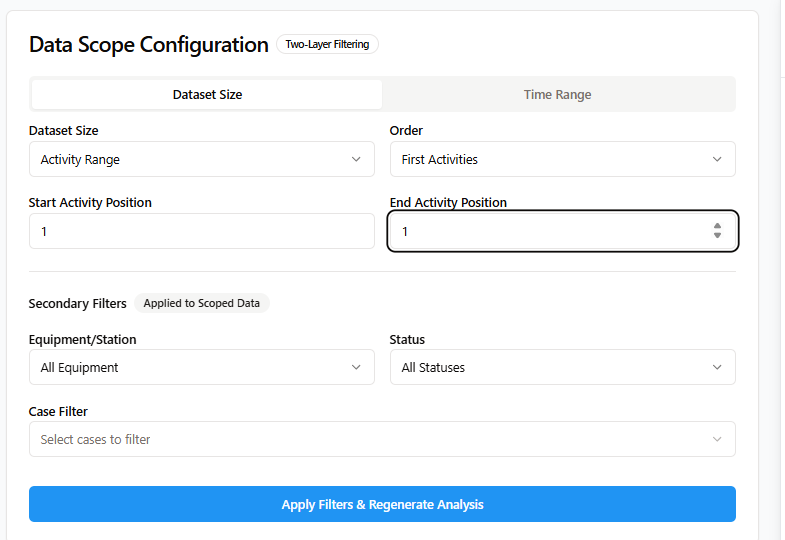 Data Scope Configuration Two-Layer Filtering
Dataset Size Time Range
Dataset Size Order
Activity Range First Activities
Start Activity Position End Activity Position
1 1
Secondary Filters Applied to Scoped Data
Equipment/Station Status
All Equipment All Statuses
Case Filter
Select cases to filter
Apply Filters & Regenerate Analysis